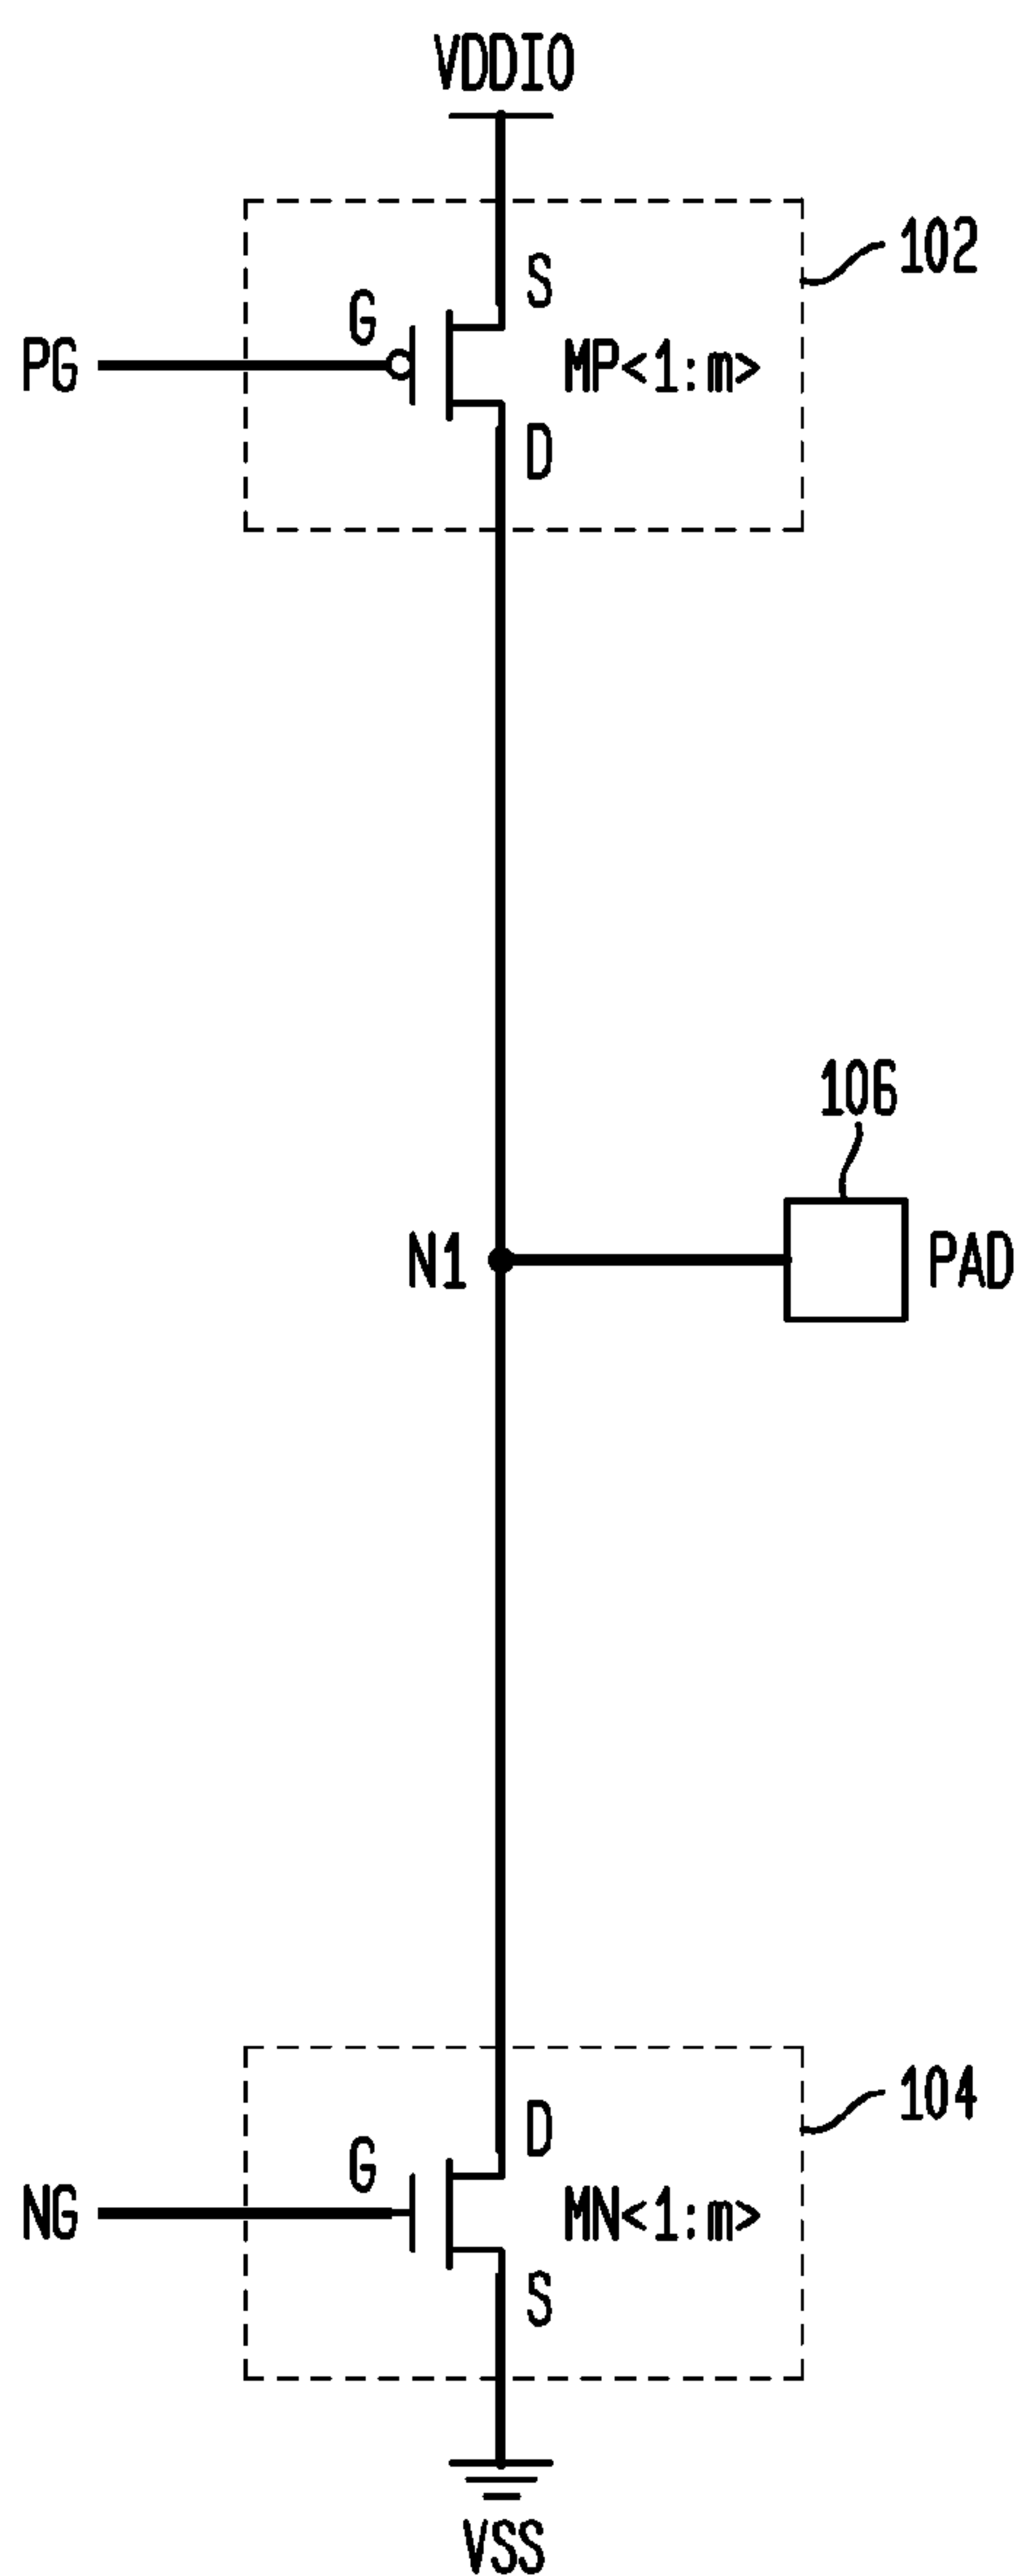 VDDIO
102
S
G
PG
MP<1:m>
D
106
N1
PAD
104
D
G
NG
MN<1:m>
S
VSS